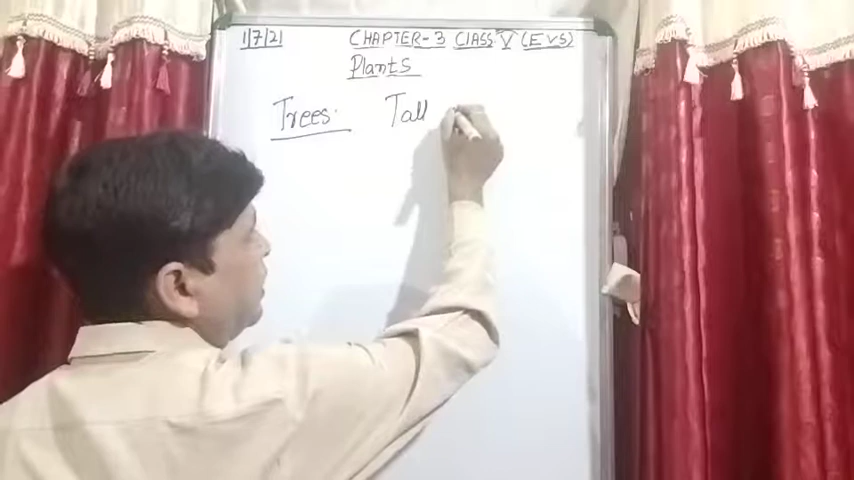 1/7/21 CHAPTER-3 CLASS-V (EVS)
Plants
Trees. Tall